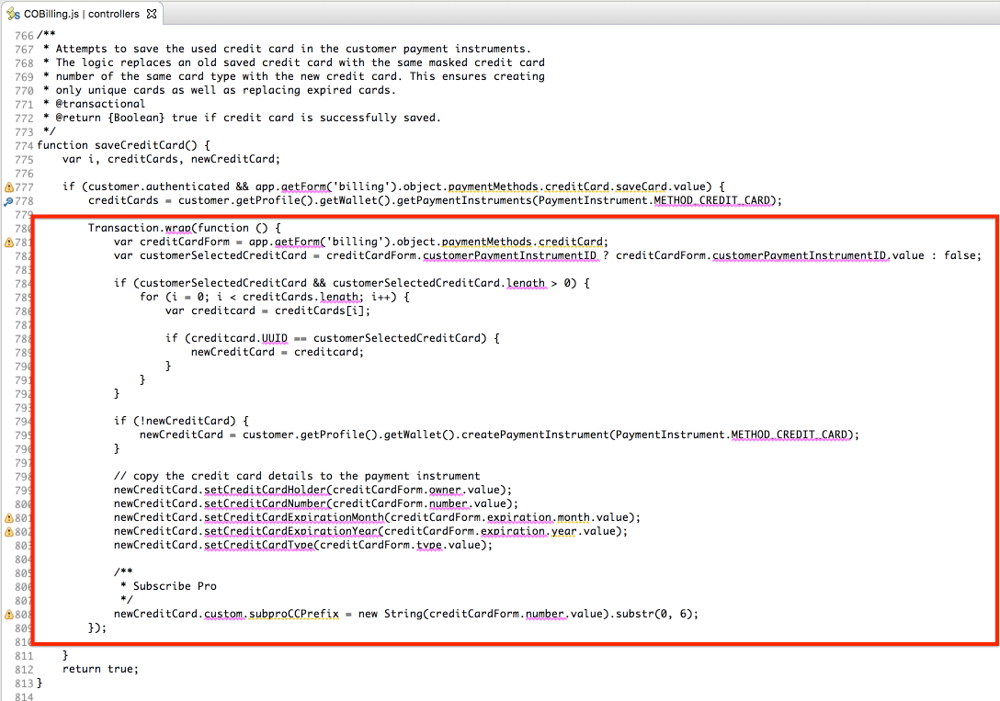 COBilling.js | controllers
766 /**
767  * Attempts to save the used credit card in the customer payment instruments.
768  * The logic replaces an old saved credit card with the same masked credit card
769  * number of the same card type with the new credit card. This ensures creating
770  * only unique cards as well as replacing expired cards.
771  * @transactional
772  * @return {Boolean} true if credit card is successfully saved.
773  */
774 function saveCreditCard() {
775     var i, creditCards, newCreditCard;
776
777     if (customer.authenticated && app.getForm('billing').object.paymentMethods.creditCard.saveCard.value) {
778         creditCards = customer.getProfile().getWallet().getPaymentInstruments(PaymentInstrument.METHOD_CREDIT_CARD);
779
780         Transaction.wrap(function () {
781             var creditCardForm = app.getForm('billing').object.paymentMethods.creditCard;
782             var customerSelectedCreditCard = creditCardForm.customerPaymentInstrumentID ? creditCardForm.customerPaymentInstrumentID.value : false;
783
784             if (customerSelectedCreditCard && customerSelectedCreditCard.length > 0) {
785                 for (i = 0; i < creditCards.length; i++) {
786                     var creditcard = creditCards[i];
787
788                     if (creditcard.UUID == customerSelectedCreditCard) {
789                         newCreditCard = creditcard;
790                     }
791                 }
792             }
793
794             if (!newCreditCard) {
795                 newCreditCard = customer.getProfile().getWallet().createPaymentInstrument(PaymentInstrument.METHOD_CREDIT_CARD);
796             }
797
798             // copy the credit card details to the payment instrument
799             newCreditCard.setCreditCardHolder(creditCardForm.owner.value);
800             newCreditCard.setCreditCardNumber(creditCardForm.number.value);
801             newCreditCard.setCreditCardExpirationMonth(creditCardForm.expiration.month.value);
802             newCreditCard.setCreditCardExpirationYear(creditCardForm.expiration.year.value);
803             newCreditCard.setCreditCardType(creditCardForm.type.value);
804
805             /**
806              * Subscribe Pro
807              */
808             newCreditCard.custom.subproCCPrefix = new String(creditCardForm.number.value).substr(0, 6);
809         });
810
811     }
812     return true;
813 }
814